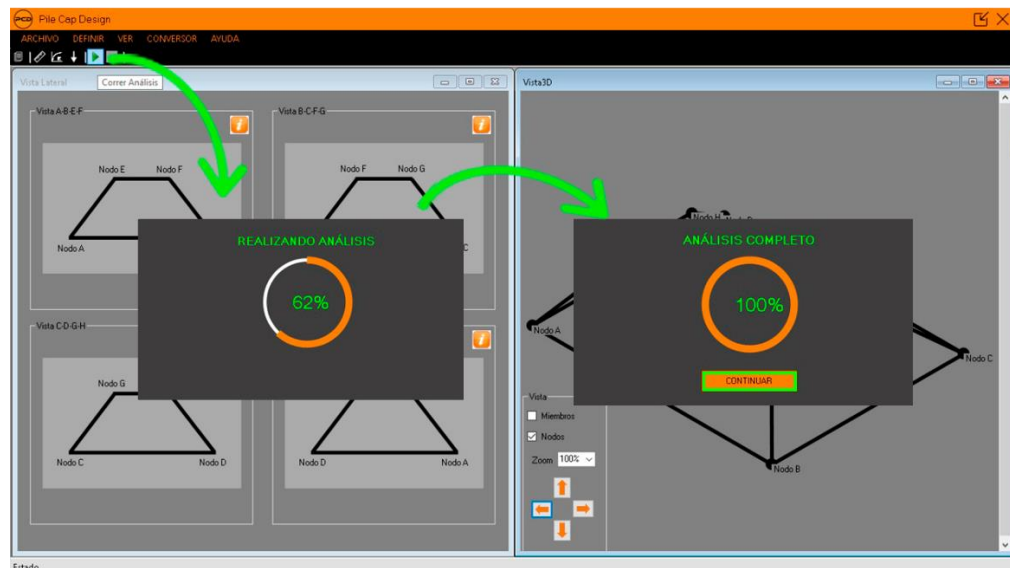 PCD Pile Cap Design
ARCHIVO DEFINIR VER CONVERSOR AYUDA
Vista Lateral
Correr Análisis
Vista A-B-E-F
Nodo E Nodo F
Nodo A
Vista B-C-F-G
Nodo F Nodo G
C
REALIZANDO ANÁLISIS
62%
Vista C-D-G-H
Nodo G
Nodo C Nodo D
Nodo D Nodo A
Vista3D
Nodo H
Nodo A
Nodo C
Nodo B
ANÁLISIS COMPLETO
100%
CONTINUAR
Vista
Miembros
Nodos
Zoom 100%
Estado